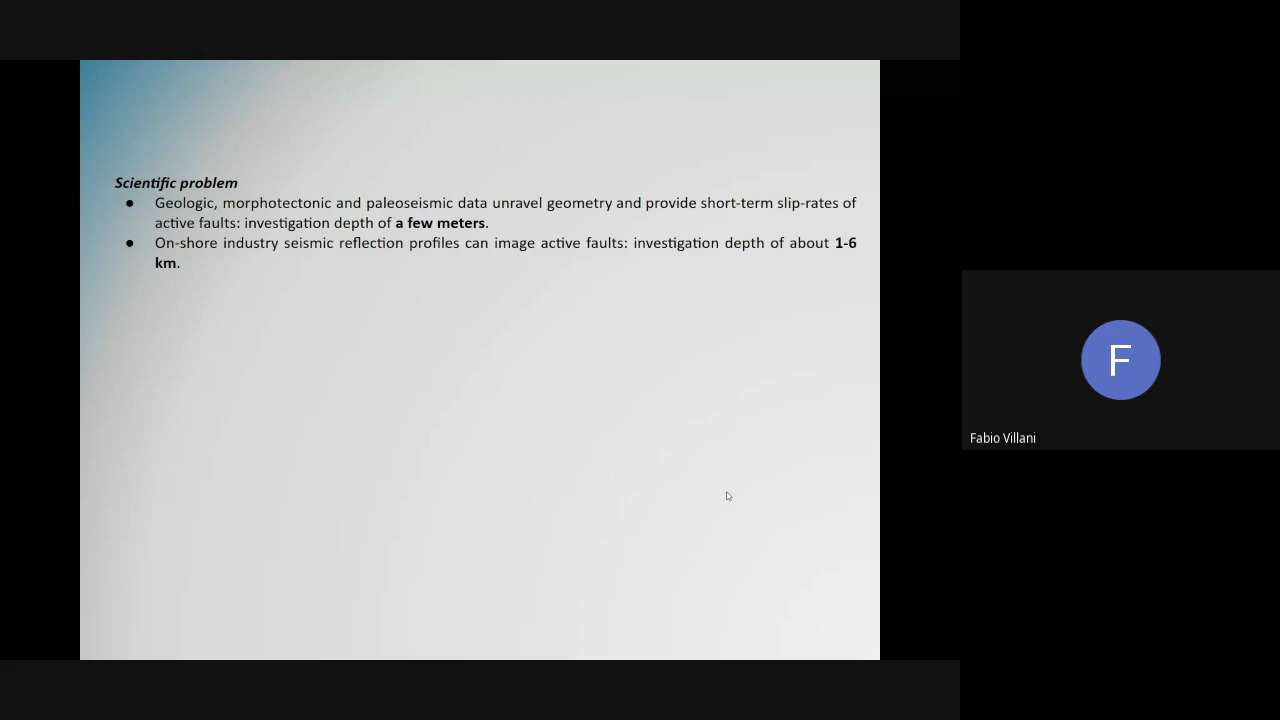 Scientific problem
● Geologic, morphotectonic and paleoseismic data unravel geometry and provide short-term slip-rates of
active faults: investigation depth of a few meters.
● On-shore industry seismic reflection profiles can image active faults: investigation depth of about 1-6
km.
F
Fabio Villani